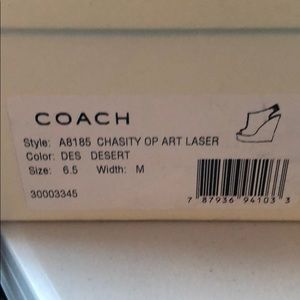 COACH
Style: A8185 CHASITY OP ART LASER
Color: DES DESERT
Size: 6.5 Width: M
30003345
7 87936 94103 3